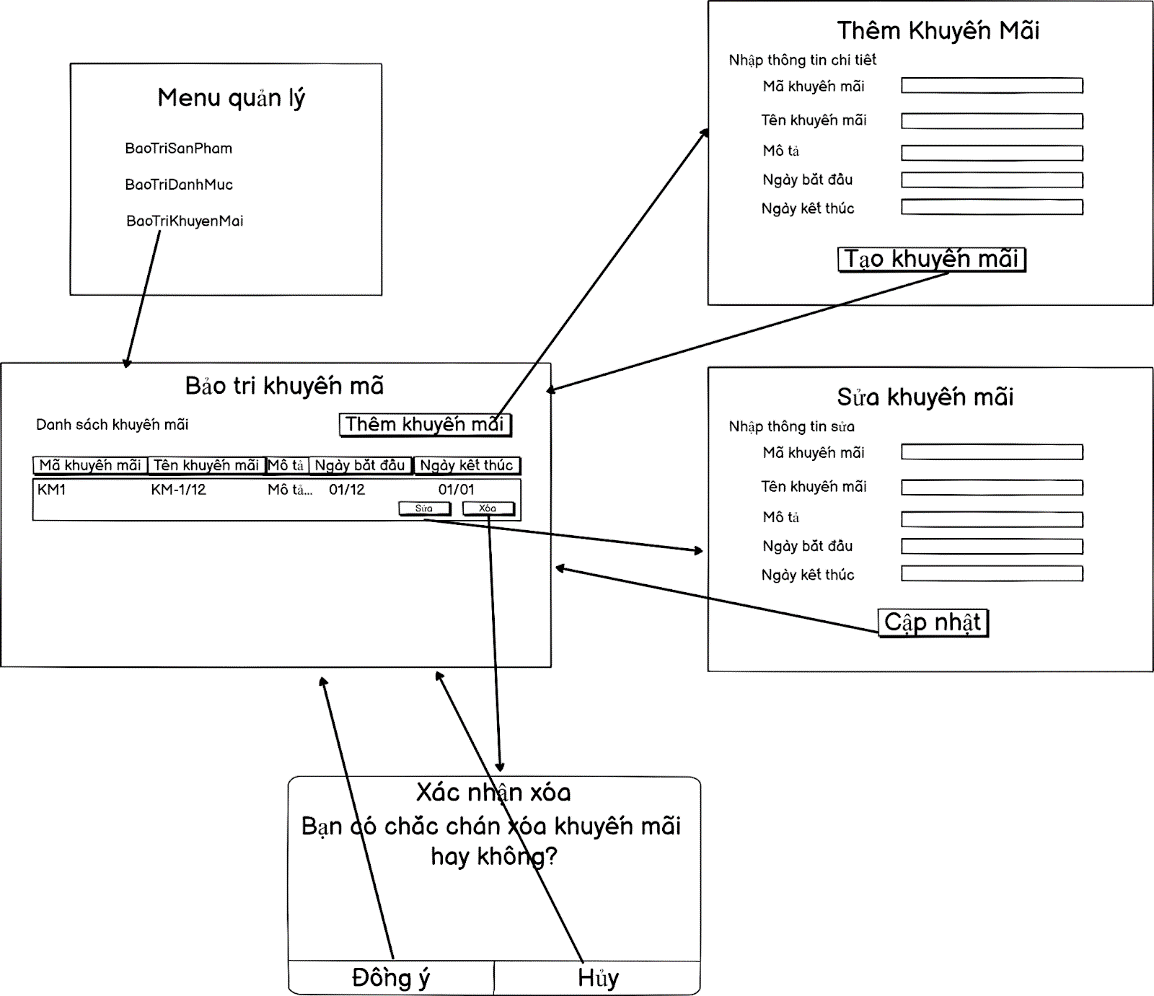 Menu quản lý
BaoTriSanPham
BaoTriDanhMuc
BaoTriKhuyenMai
Thêm Khuyến Mãi
Nhập thông tin chi tiết
Mã khuyến mãi
Tên khuyến mãi
Mô tả
Ngày bắt đầu
Ngày kết thúc
Tạo khuyến mãi
Bảo tri khuyến mã
Danh sách khuyến mãi
Thêm khuyến mãi
Mã khuyến mãi Tên khuyến mãi Mô tả Ngày bắt đầu Ngày kết thúc
KM1 KM-1/12 Mô tả... 01/12 01/01
Sửa Xóa
Sửa khuyến mãi
Nhập thông tin sửa
Mã khuyến mãi
Tên khuyến mãi
Mô tả
Ngày bắt đầu
Ngày kết thúc
Cập nhật
Xác nhận xóa
Bạn có chắc chán xóa khuyến mãi
hay không?
Đồng ý Hủy